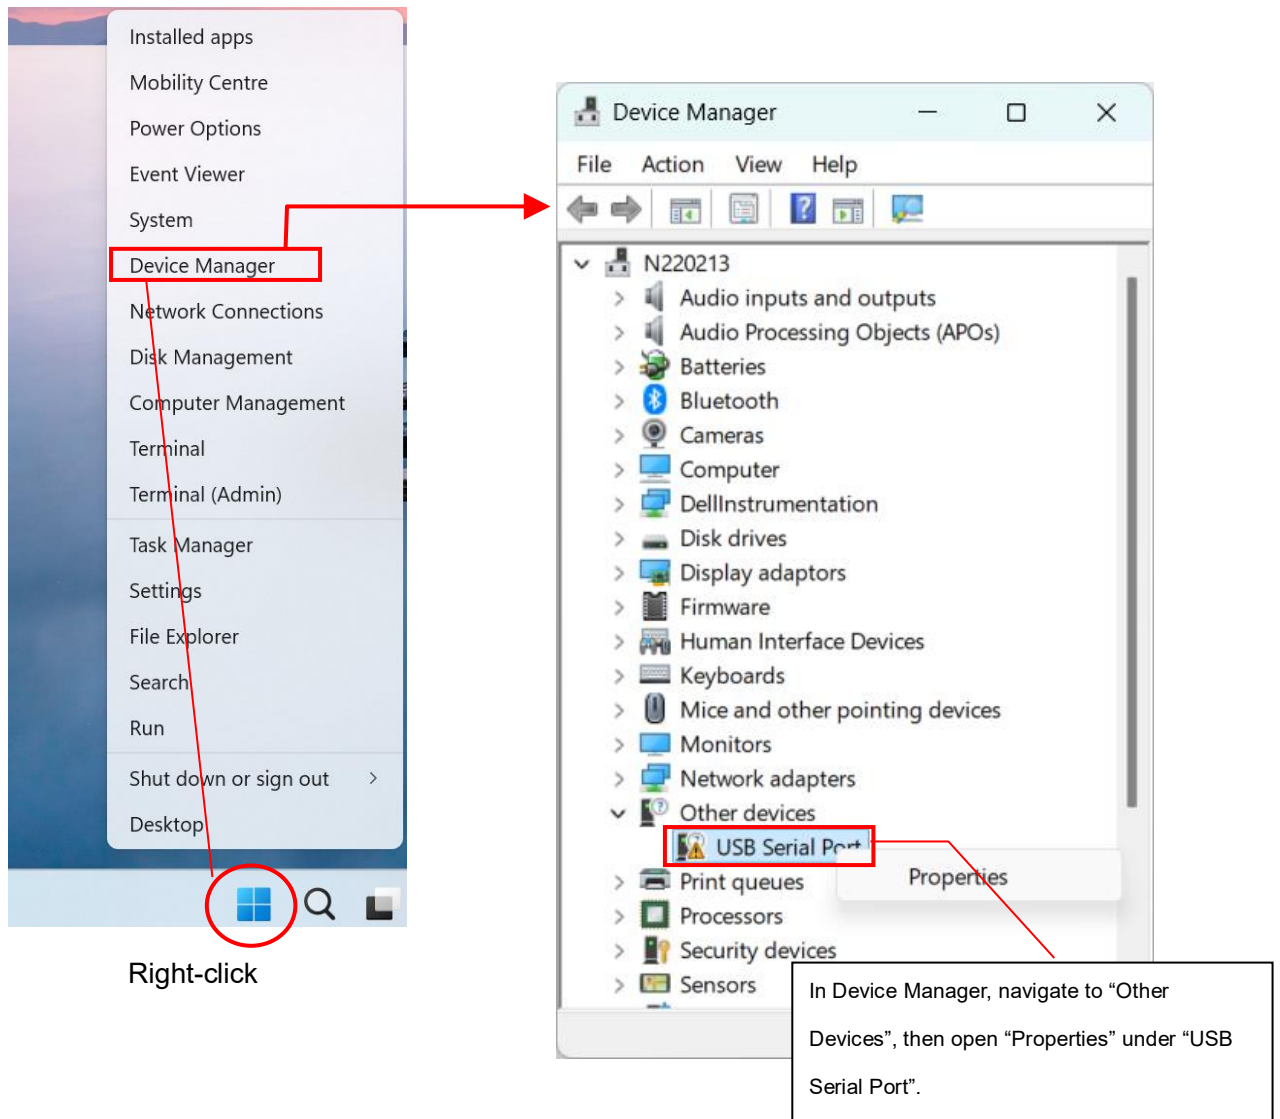 Installed apps
Mobility Centre
Power Options
Event Viewer
System
Device Manager
Network Connections
Disk Management
Computer Management
Terminal
Terminal (Admin)
Task Manager
Settings
File Explorer
Search
Run
Shut down or sign out
Desktop
Right-click
Device Manager
File Action View Help
N220213
Audio inputs and outputs
Audio Processing Objects (APOs)
Batteries
Bluetooth
Cameras
Computer
DellInstrumentation
Disk drives
Display adaptors
Firmware
Human Interface Devices
Keyboards
Mice and other pointing devices
Monitors
Network adapters
Other devices
USB Serial Port
Properties
Print queues
Processors
Security devices
Sensors
In Device Manager, navigate to “Other
Devices”, then open “Properties” under “USB
Serial Port”.